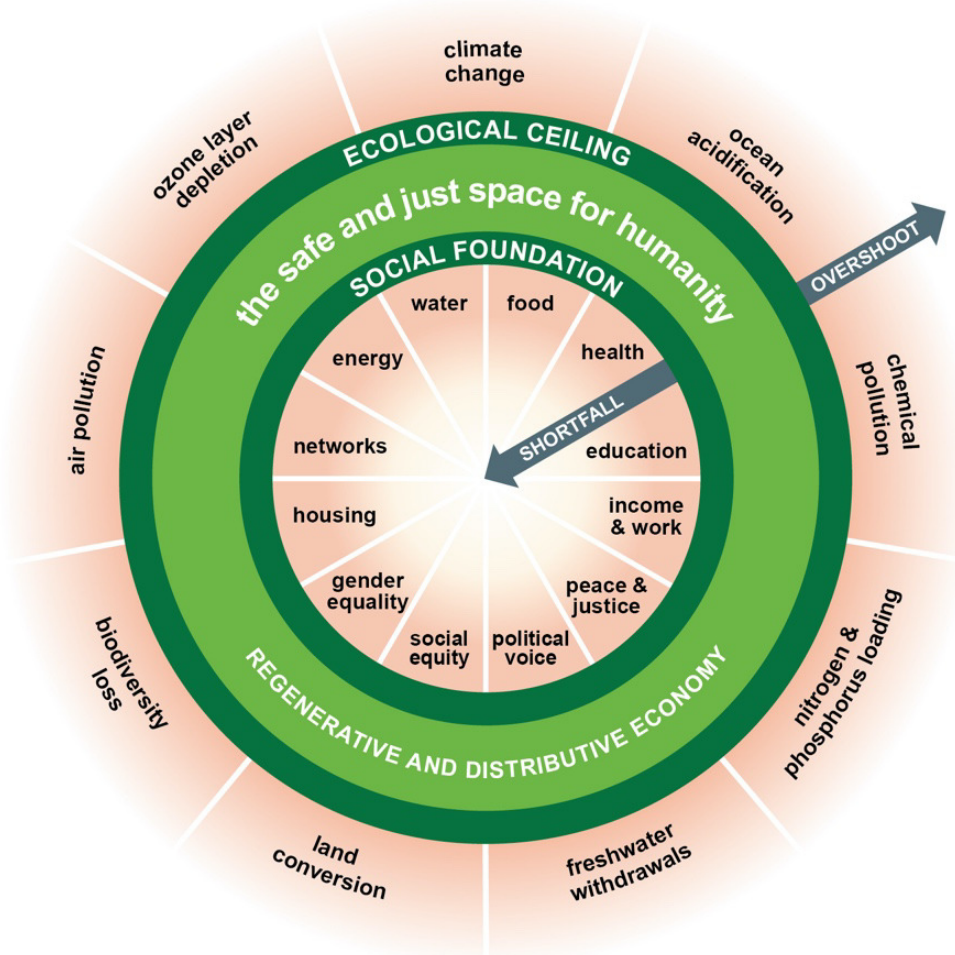 climate
change
ocean
acidification
OVERSHOOT
chemical
pollution
nitrogen &
phosphorus loading
freshwater
withdrawals
land
conversion
biodiversity
loss
air pollution
ozone layer
depletion
ECOLOGICAL CEILING
the safe and just space for humanity
SOCIAL FOUNDATION
water
food
energy
health
SHORTFALL
networks
education
housing
income
& work
gender
equality
peace &
justice
social
equity
political
voice
REGENERATIVE AND DISTRIBUTIVE ECONOMY